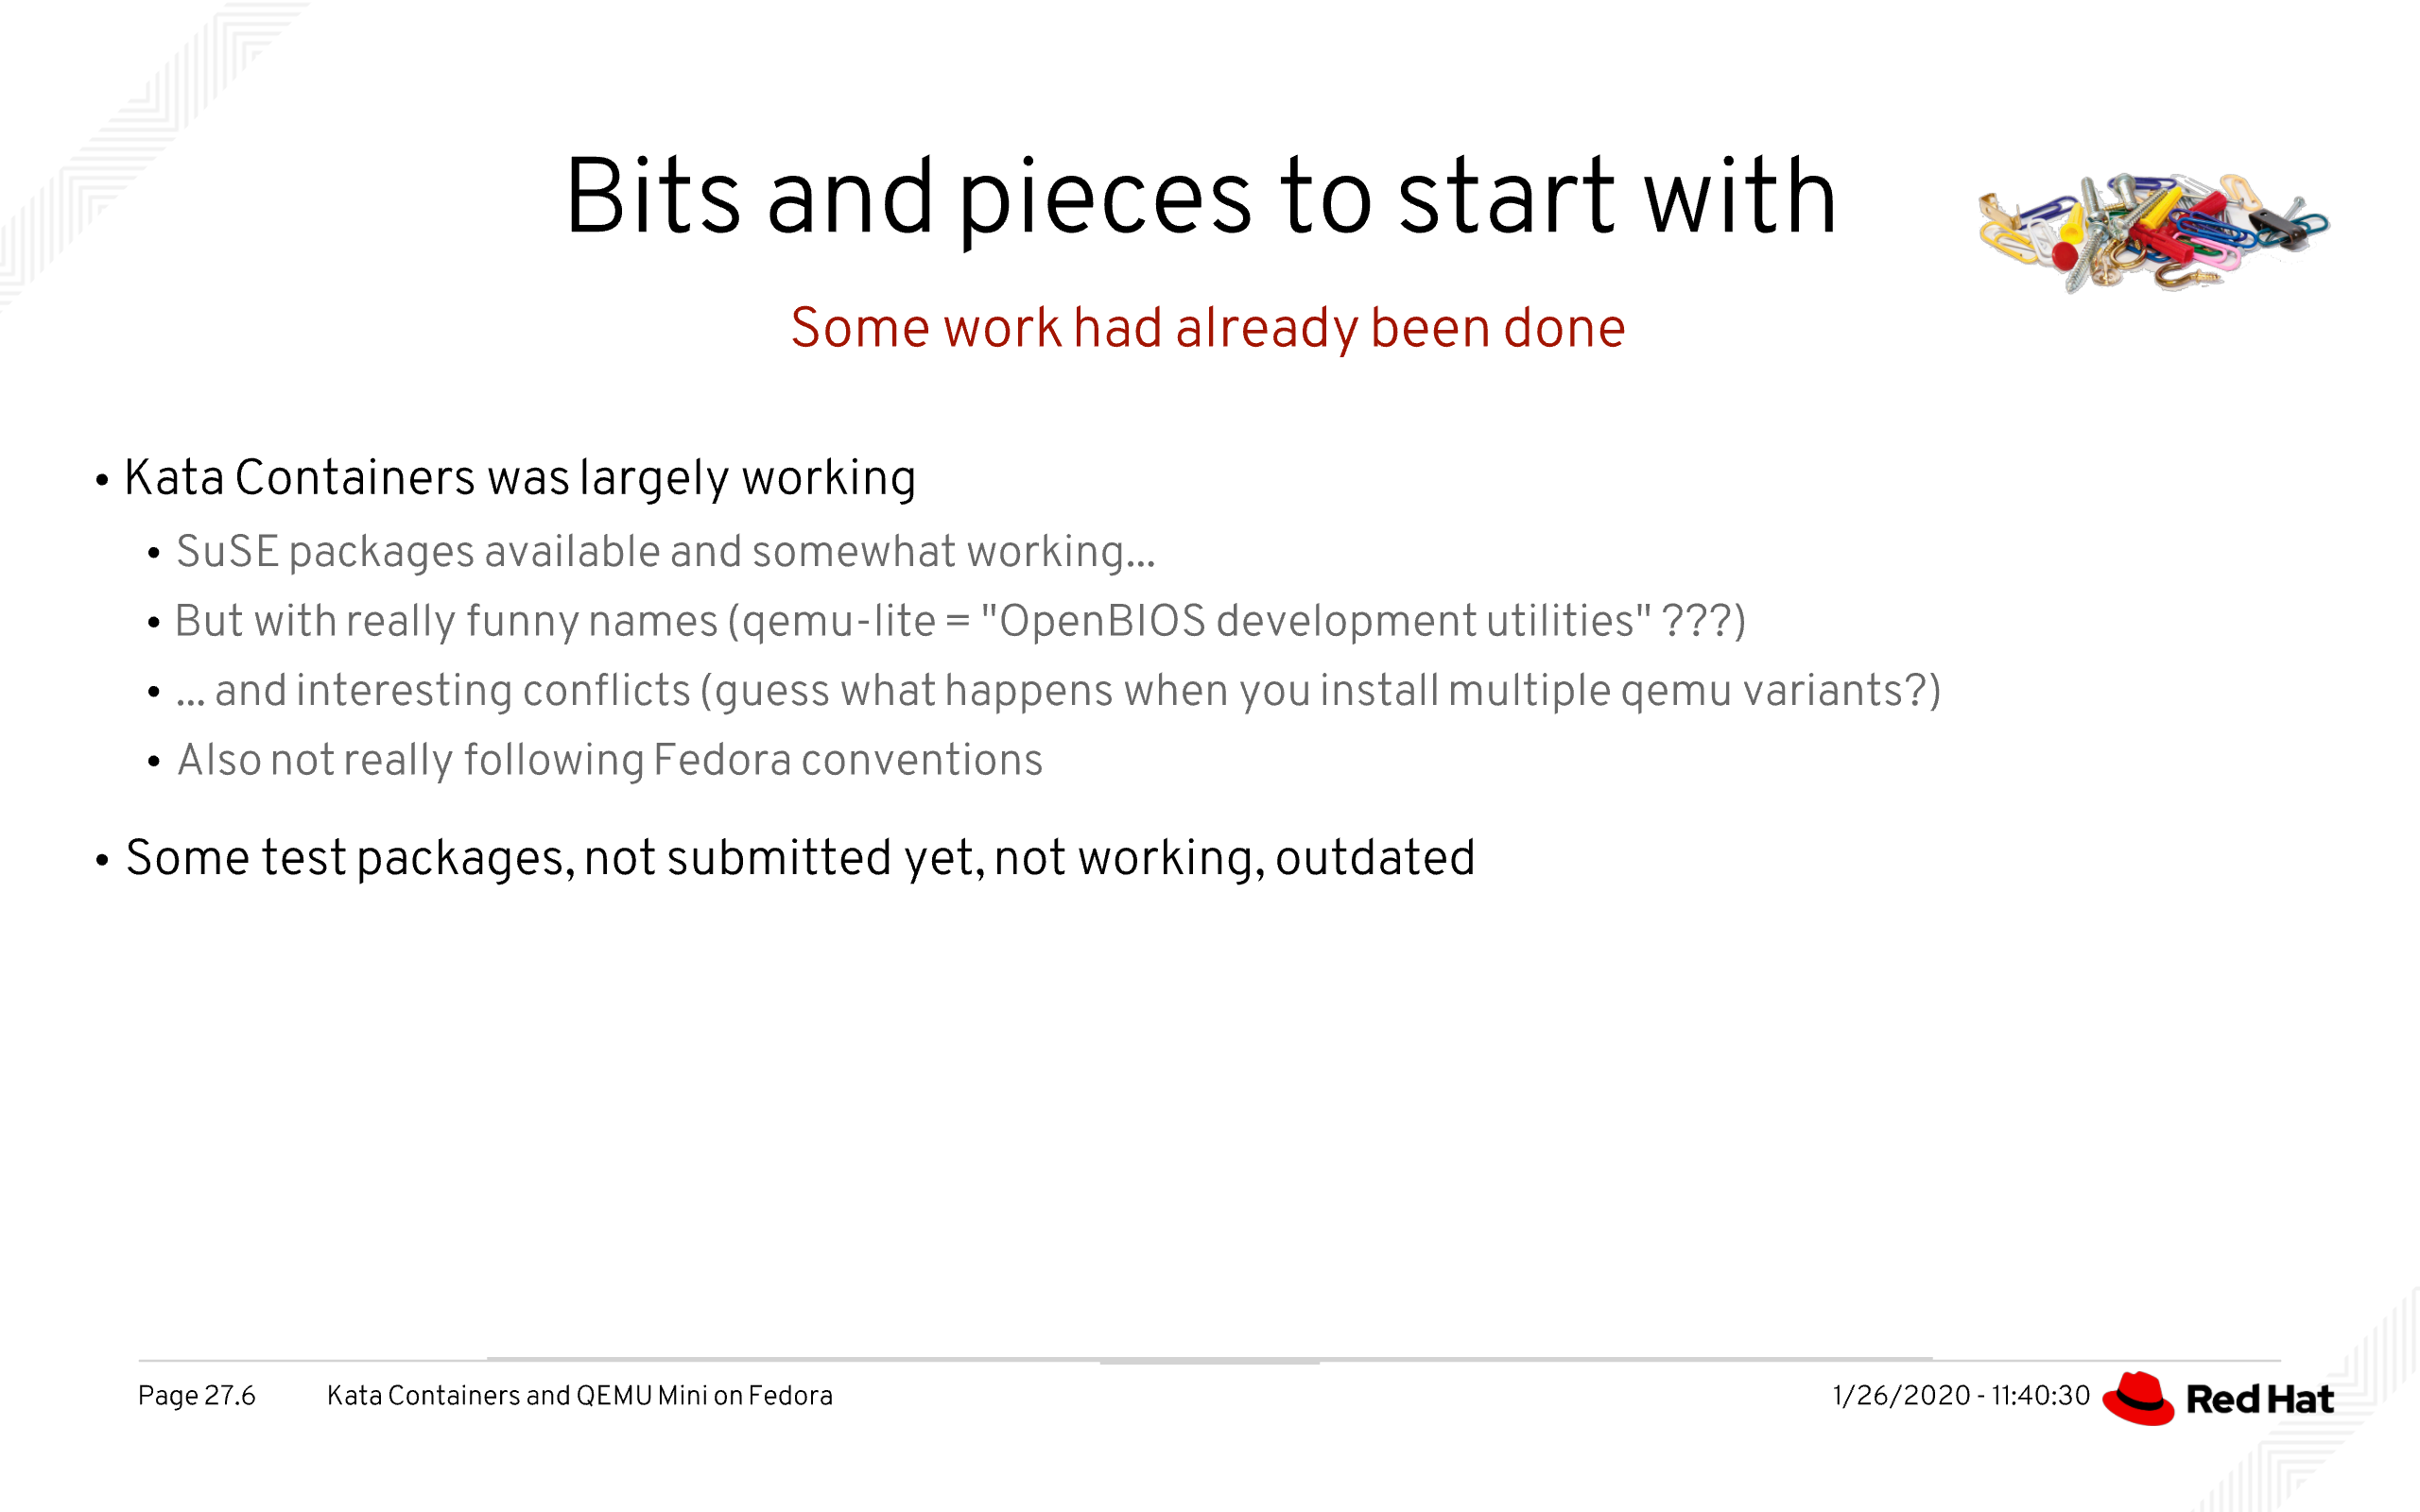 Bits and pieces to start with
Some work had already been done
• Kata Containers was largely working
• SuSE packages available and somewhat working...
• But with really funny names (qemu-lite = "OpenBIOS development utilities" ???)
• ... and interesting conflicts (guess what happens when you install multiple qemu variants?)
• Also not really following Fedora conventions
• Some test packages, not submitted yet, not working, outdated
Page 27.6 Kata Containers and QEMU Mini on Fedora 1/26/2020 - 11:40:30 Red Hat